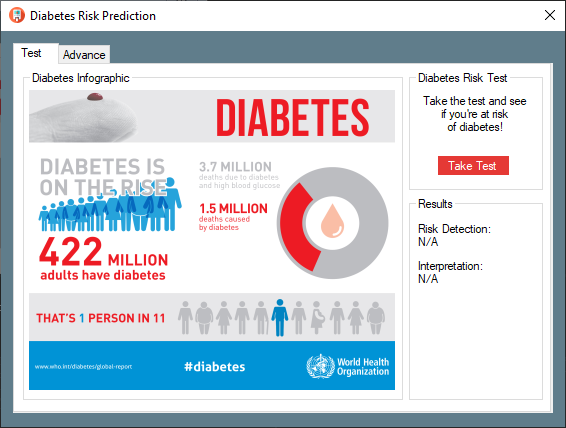 Diabetes Risk Prediction
Test
Advance
Diabetes Infographic
DIABETES
DIABETES IS
ON THE RISE
422 MILLION
adults have diabetes
3.7 MILLION
deaths due to diabetes
and high blood glucose
1.5 MILLION
deaths caused
by diabetes
THAT'S 1 PERSON IN 11
www.who.int/diabetes/global-report
#diabetes
World Health
Organization
Diabetes Risk Test
Take the test and see
if you're at risk
of diabetes!
Take Test
Results
Risk Detection:
N/A
Interpretation:
N/A